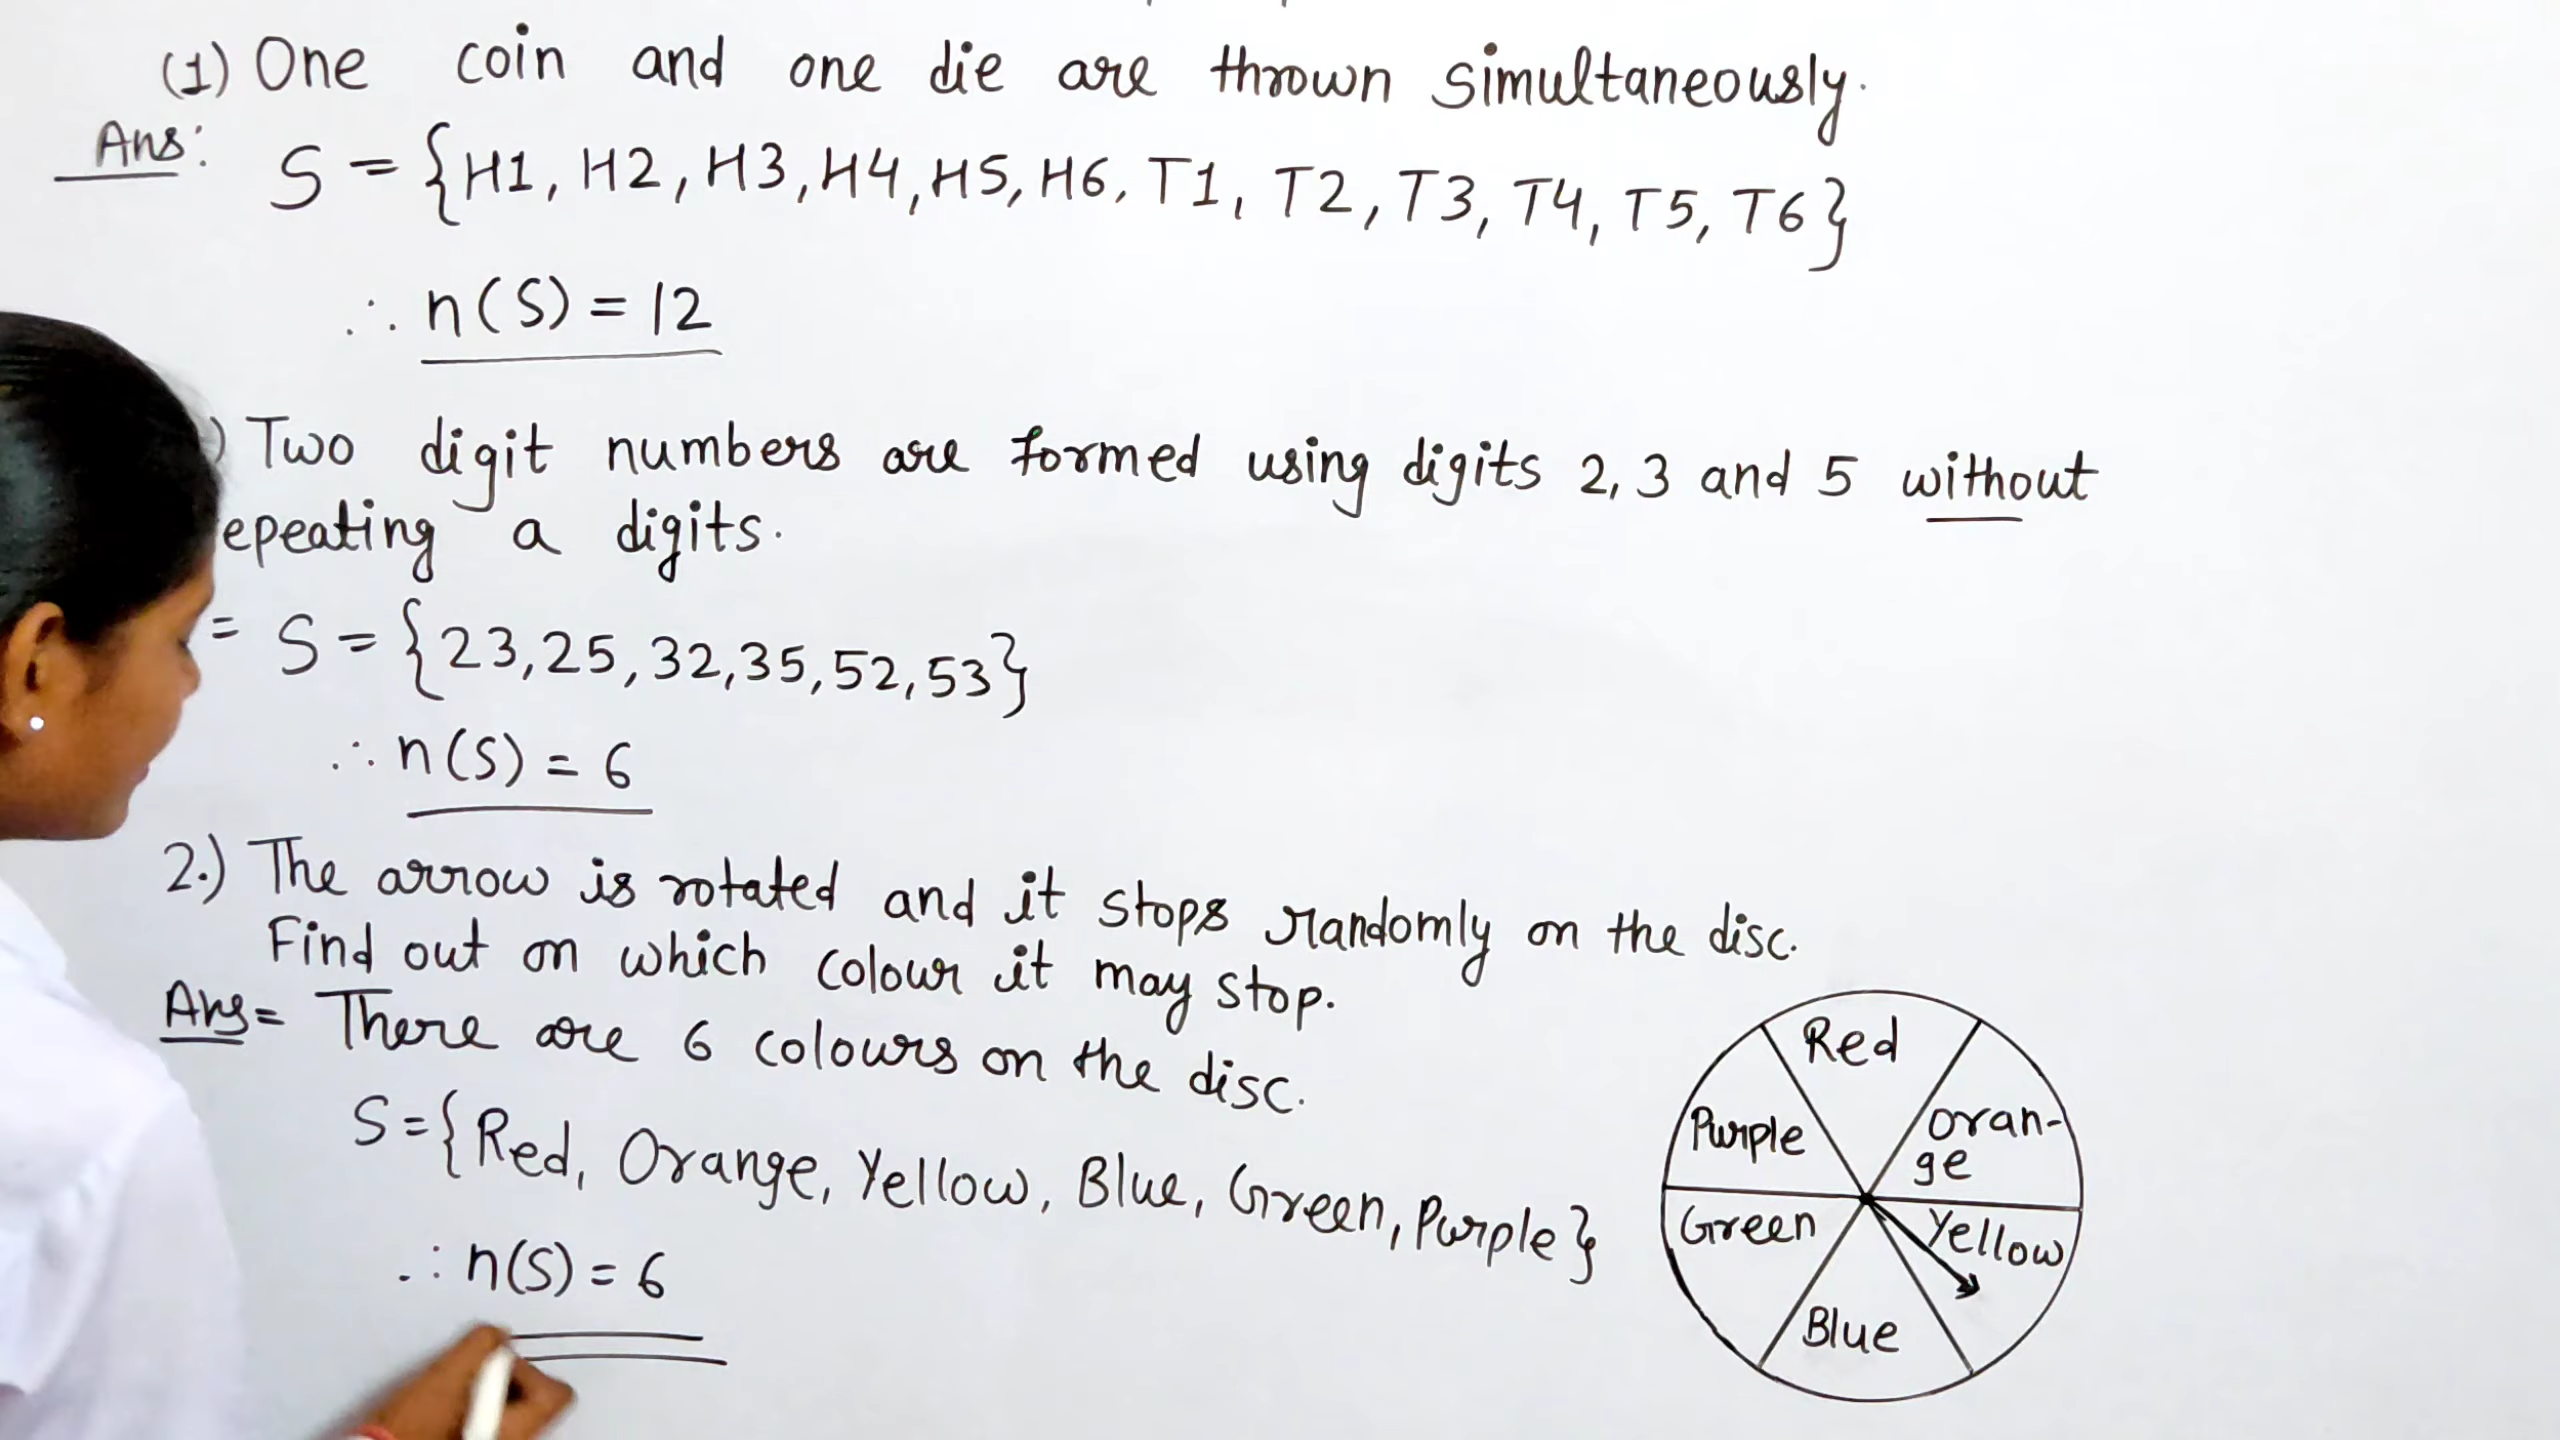 (1) One coin and one die are thrown simultaneously.
Ans: S = {H1, H2, H3, H4, H5, H6, T1, T2, T3, T4, T5, T6}
∴ n(S) = 12
) Two digit numbers are formed using digits 2, 3 and 5 without
epeating a digits.
= S = {23, 25, 32, 35, 52, 53}
∴ n(S) = 6
2.) The arrow is rotated and it stops randomly on the disc.
Find out on which colour it may stop.
Ans = There are 6 colours on the disc.
S = {Red, Orange, Yellow, Blue, Green, Purple}
∴ n(S) = 6
Red
Oran-
ge
Yellow
Blue
Green
Purple